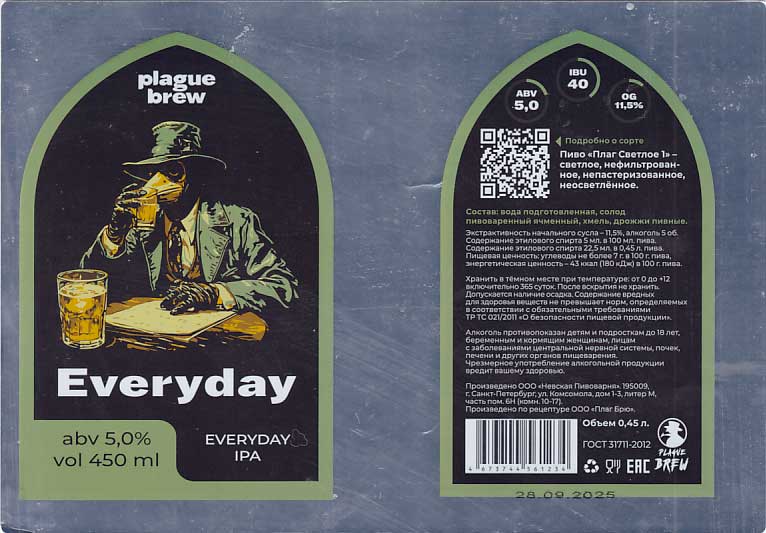 plague
brew
Everyday
abv 5,0%
vol 450 ml
EVERYDAY
IPA
ABV
5,0
IBU
40
OG
11,5%
Подробно о сорте
Пиво «Плаг Светлое 1» –
светлое, нефильтрован-
ное, непастеризованное,
неосветлённое.
Состав: вода подготовленная, солод
пивоваренный ячменный, хмель, дрожжи пивные.
Экстрактивность начального сусла – 11,5%, алкоголь 5 об.
Содержание этилового спирта 5 мл. в 100 мл. пива.
Содержание этилового спирта 22,5 мл. в 0,45 л. пива.
Пищевая ценность: углеводы не более 7 г. в 100 г. пива,
энергетическая ценность – 43 ккал (180 кДж) в 100 г. пива.
Хранить в тёмном месте при температуре: от 0 до +12
включительно 365 суток. После вскрытия не хранить.
Допускается наличие осадка. Содержание вредных
для здоровья веществ не превышает норм, определяемых
в соответствии с обязательными требованиями
ТР ТС 021/2011 «О безопасности пищевой продукции».
Алкоголь противопоказан детям и подросткам до 18 лет,
беременным и кормящим женщинам, лицам
с заболеваниями центральной нервной системы, почек,
печени и других органов пищеварения.
Чрезмерное употребление алкогольной продукции
вредит вашему здоровью.
Произведено ООО «Невская Пивоварня». 195009,
г. Санкт-Петербург, ул. Комсомола, дом 1-3, литер М,
часть пом. 6Н (комн. 10-17).
Произведено по рецептуре ООО «Плаг Брю».
Объем 0,45 л.
ГОСТ 31711-2012
4 673744 561234
EAC
PLAGUE
BREW
28.09.2025